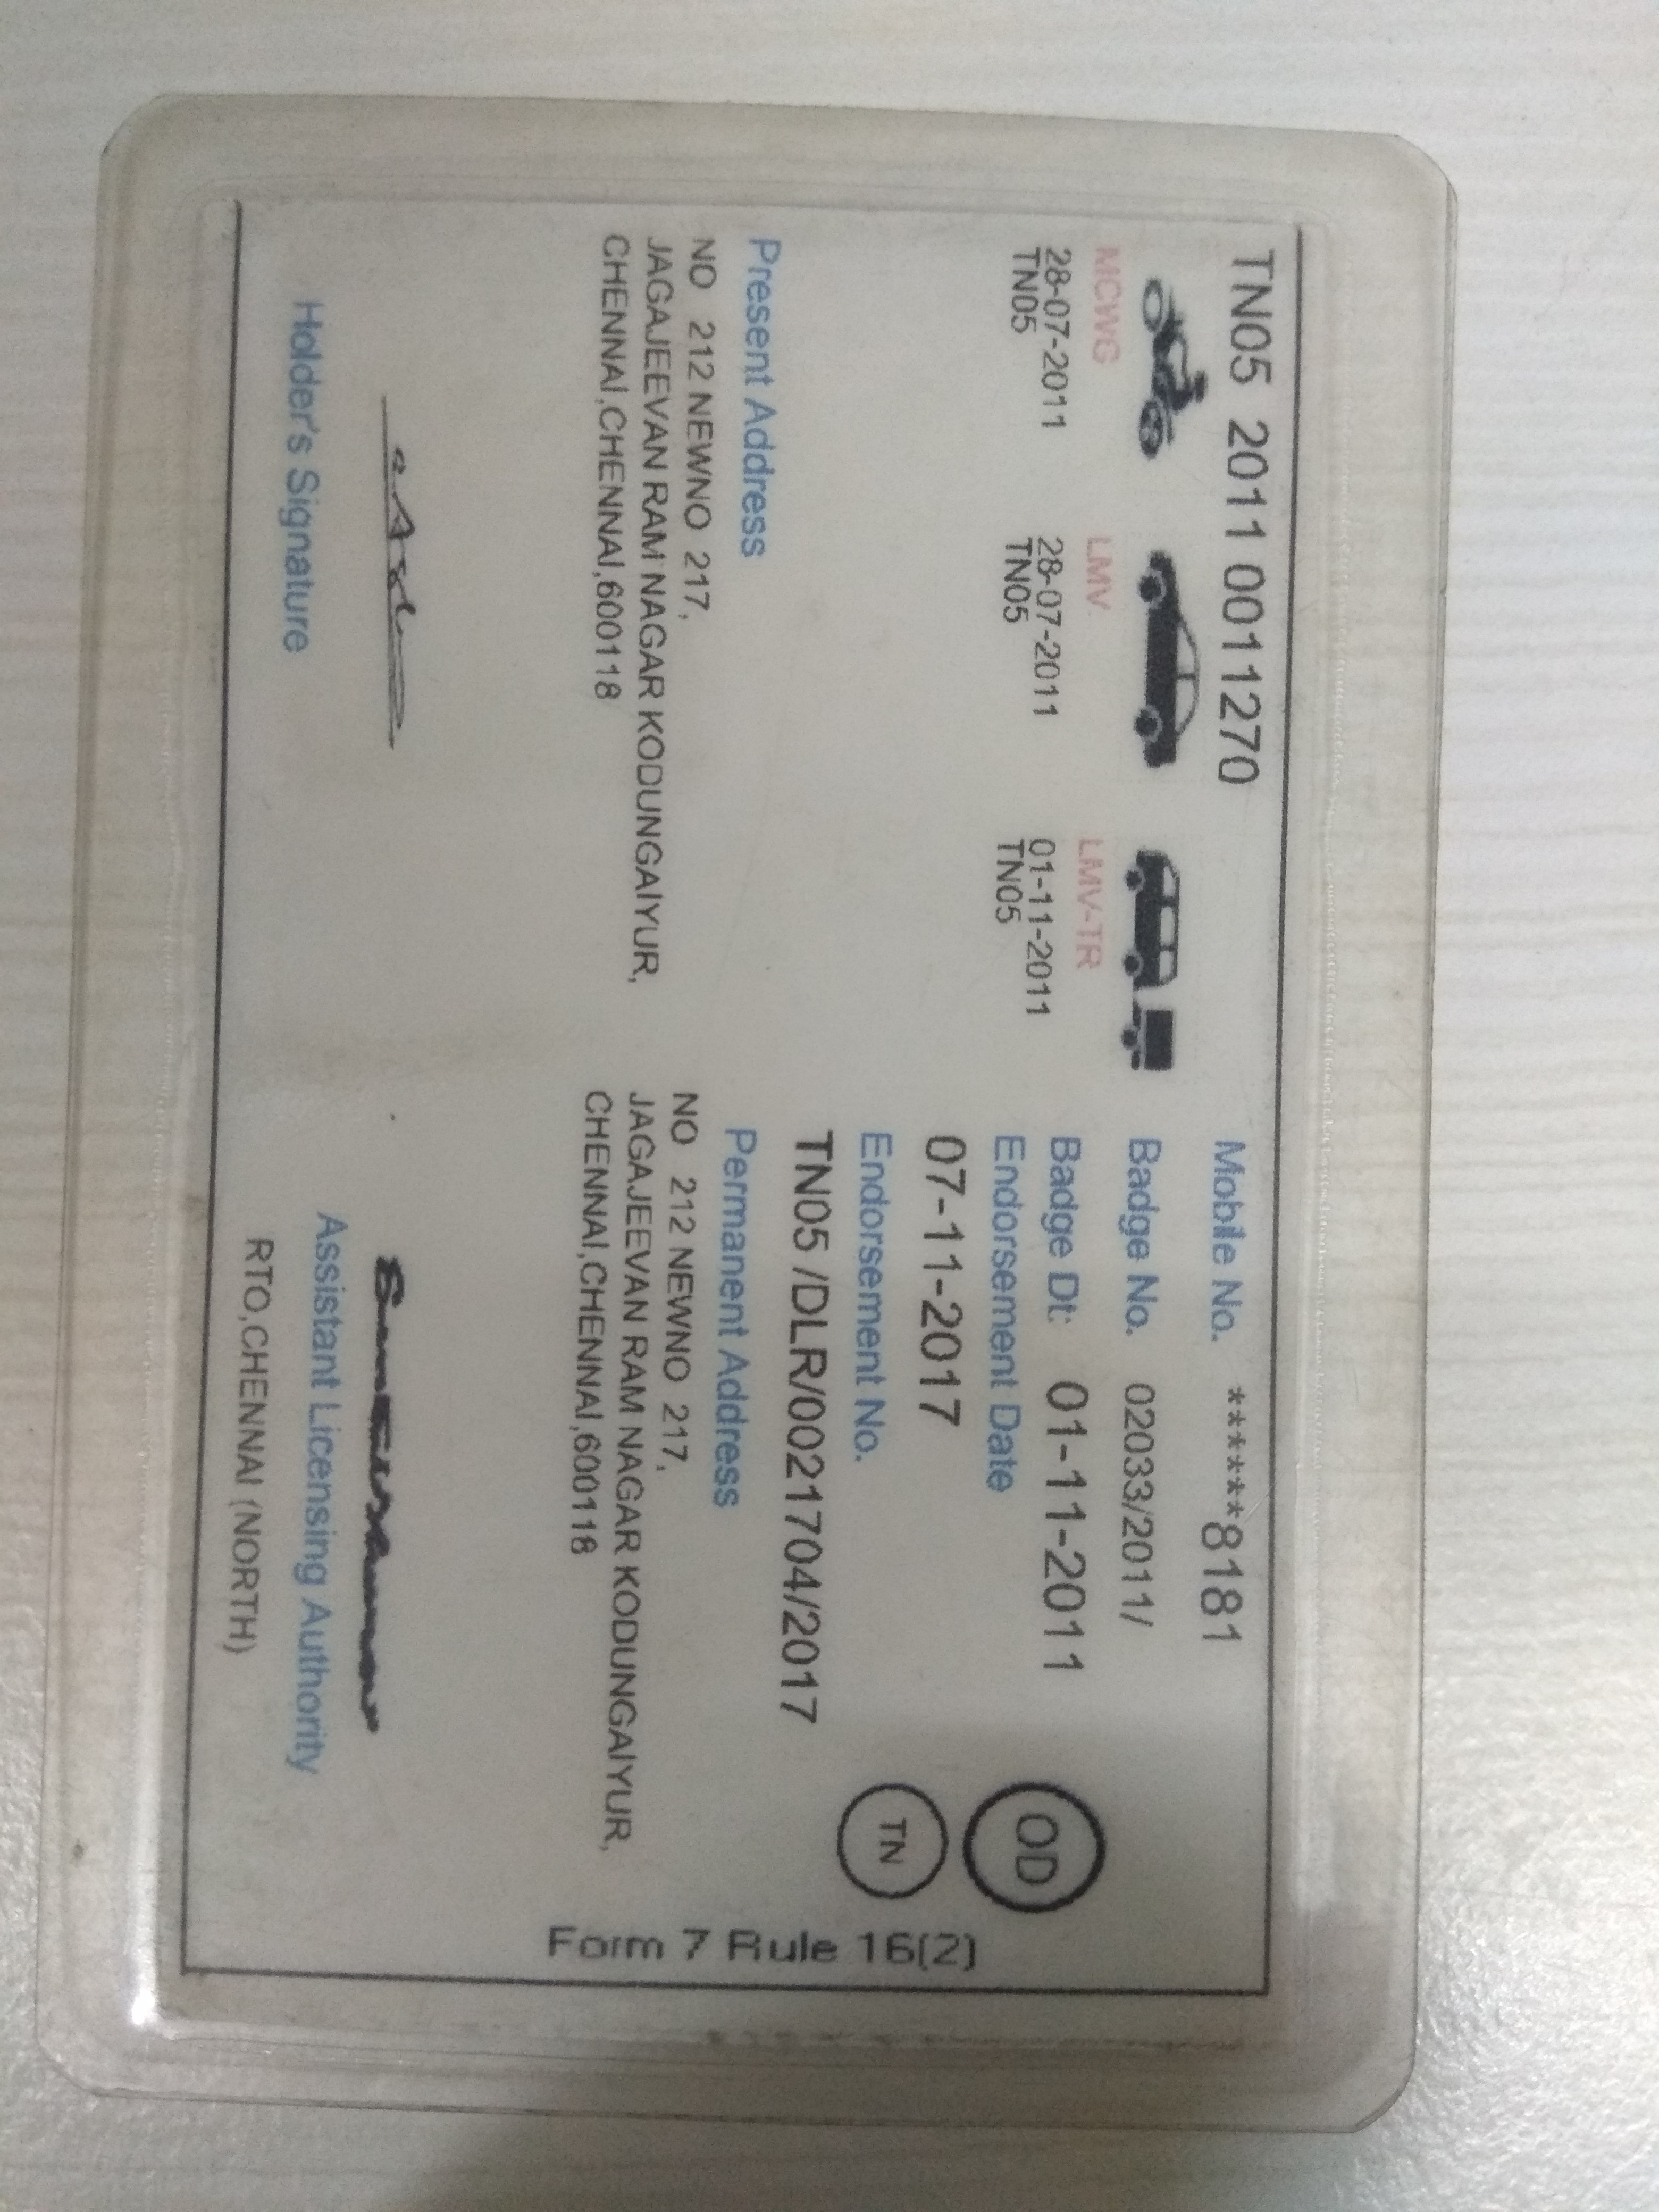 TN05 2011 0011270
Mobile No. ******8181
Badge No. 02033/2011/
MCWG LMV LMV-TR
Badge Dt: 01-11-2011
28-07-2011 28-07-2011 01-11-2011
TN05 TN05 TN05
Endorsement Date
07-11-2017
OD
Endorsement No.
TN05 /DLR/0021704/2017
TN
Present Address
NO 212 NEWNO 217,
JAGAJEEVAN RAM NAGAR KODUNGAIYUR,
CHENNAI,CHENNAI,600118
Permanent Address
NO 212 NEWNO 217,
JAGAJEEVAN RAM NAGAR KODUNGAIYUR,
CHENNAI,CHENNAI,600118
Holder's Signature
Assistant Licensing Authority
RTO,CHENNAI (NORTH)
Form 7 Rule 16(2)